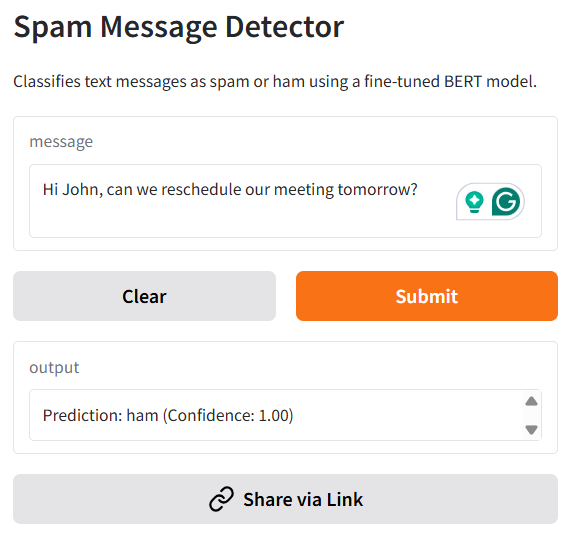 Spam Message Detector
Classifies text messages as spam or ham using a fine-tuned BERT model.
message
Hi John, can we reschedule our meeting tomorrow?
Clear
Submit
output
Prediction: ham (Confidence: 1.00)
Share via Link